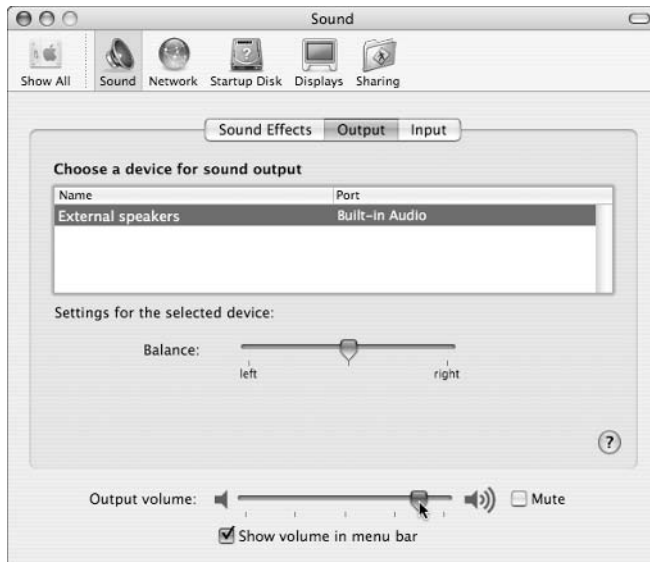 Sound
Show All Sound Network Startup Disk Displays Sharing
Sound Effects Output Input
Choose a device for sound output
Name Port
External speakers Built-in Audio
Settings for the selected device:
Balance:
left right
?
Output volume: Mute
Show volume in menu bar